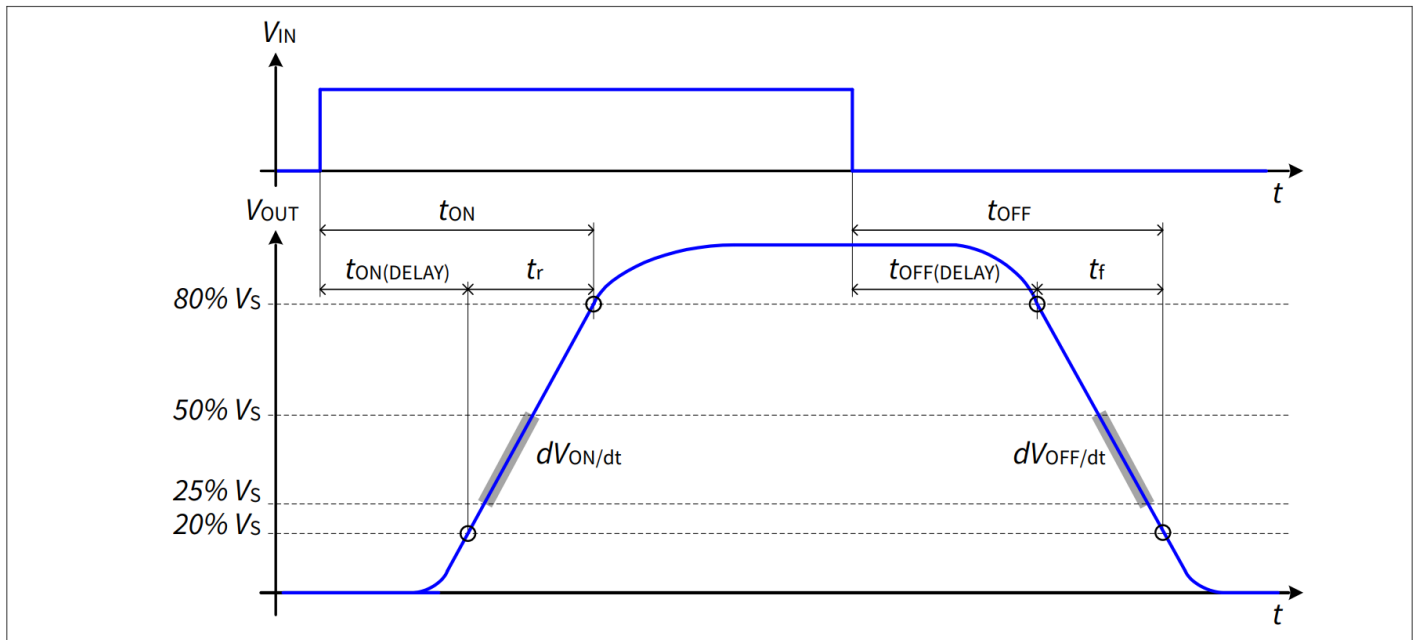 VIN
t
VOUT
tON
tOFF
tON(DELAY)
tr
tOFF(DELAY)
tf
80% VS
50% VS
dVON/dt
dVOFF/dt
25% VS
20% VS
t